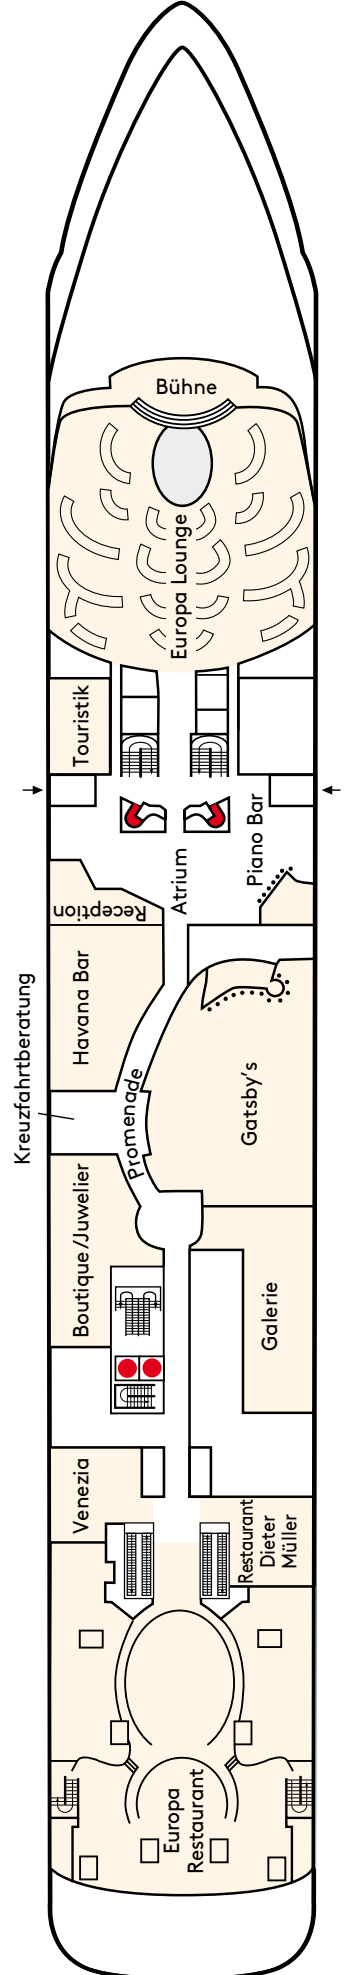 Bühne
Europa Lounge
Touristik
Piano Bar
Atrium
Reception
Havana Bar
Kreuzfahrtberatung
Promenade
Gatsby's
Boutique /Juwelier
Galerie
Venezia
Restaurant
Dieter
Müller
Europa
Restaurant